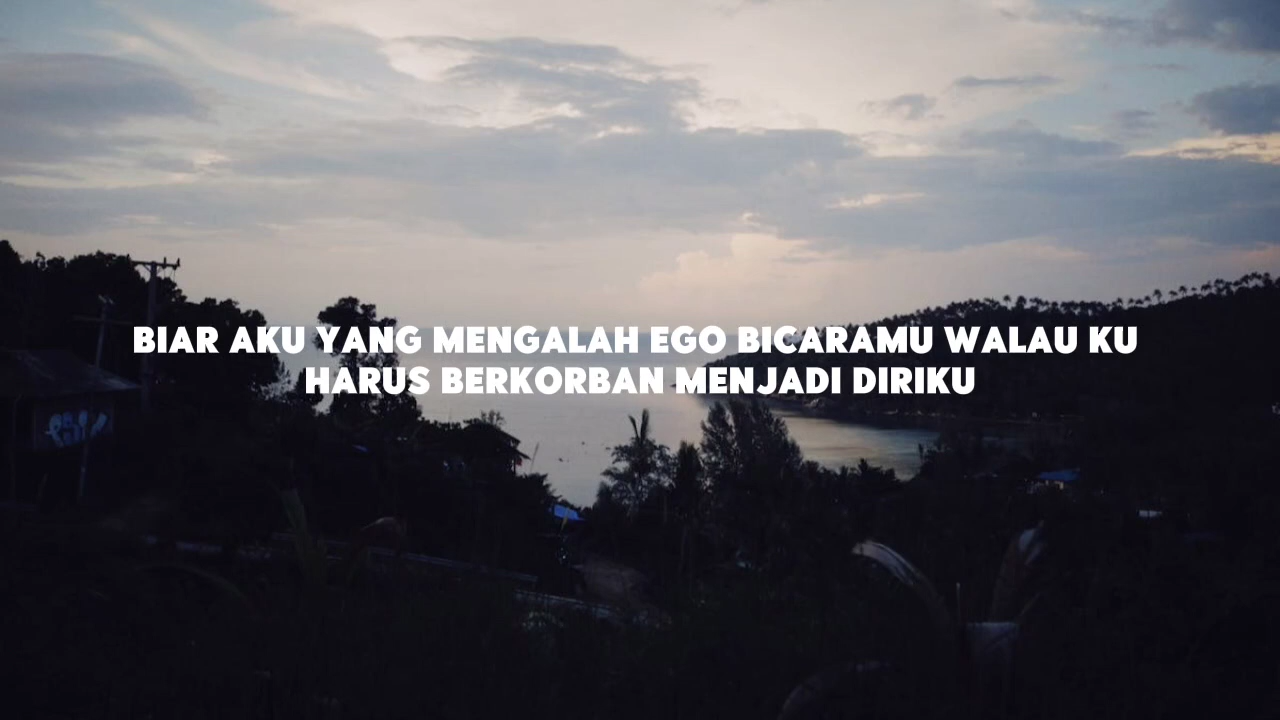 BIAR AKU YANG MENGALAH EGO BICARAMU WALAU KU
HARUS BERKORBAN MENJADI DIRIKU